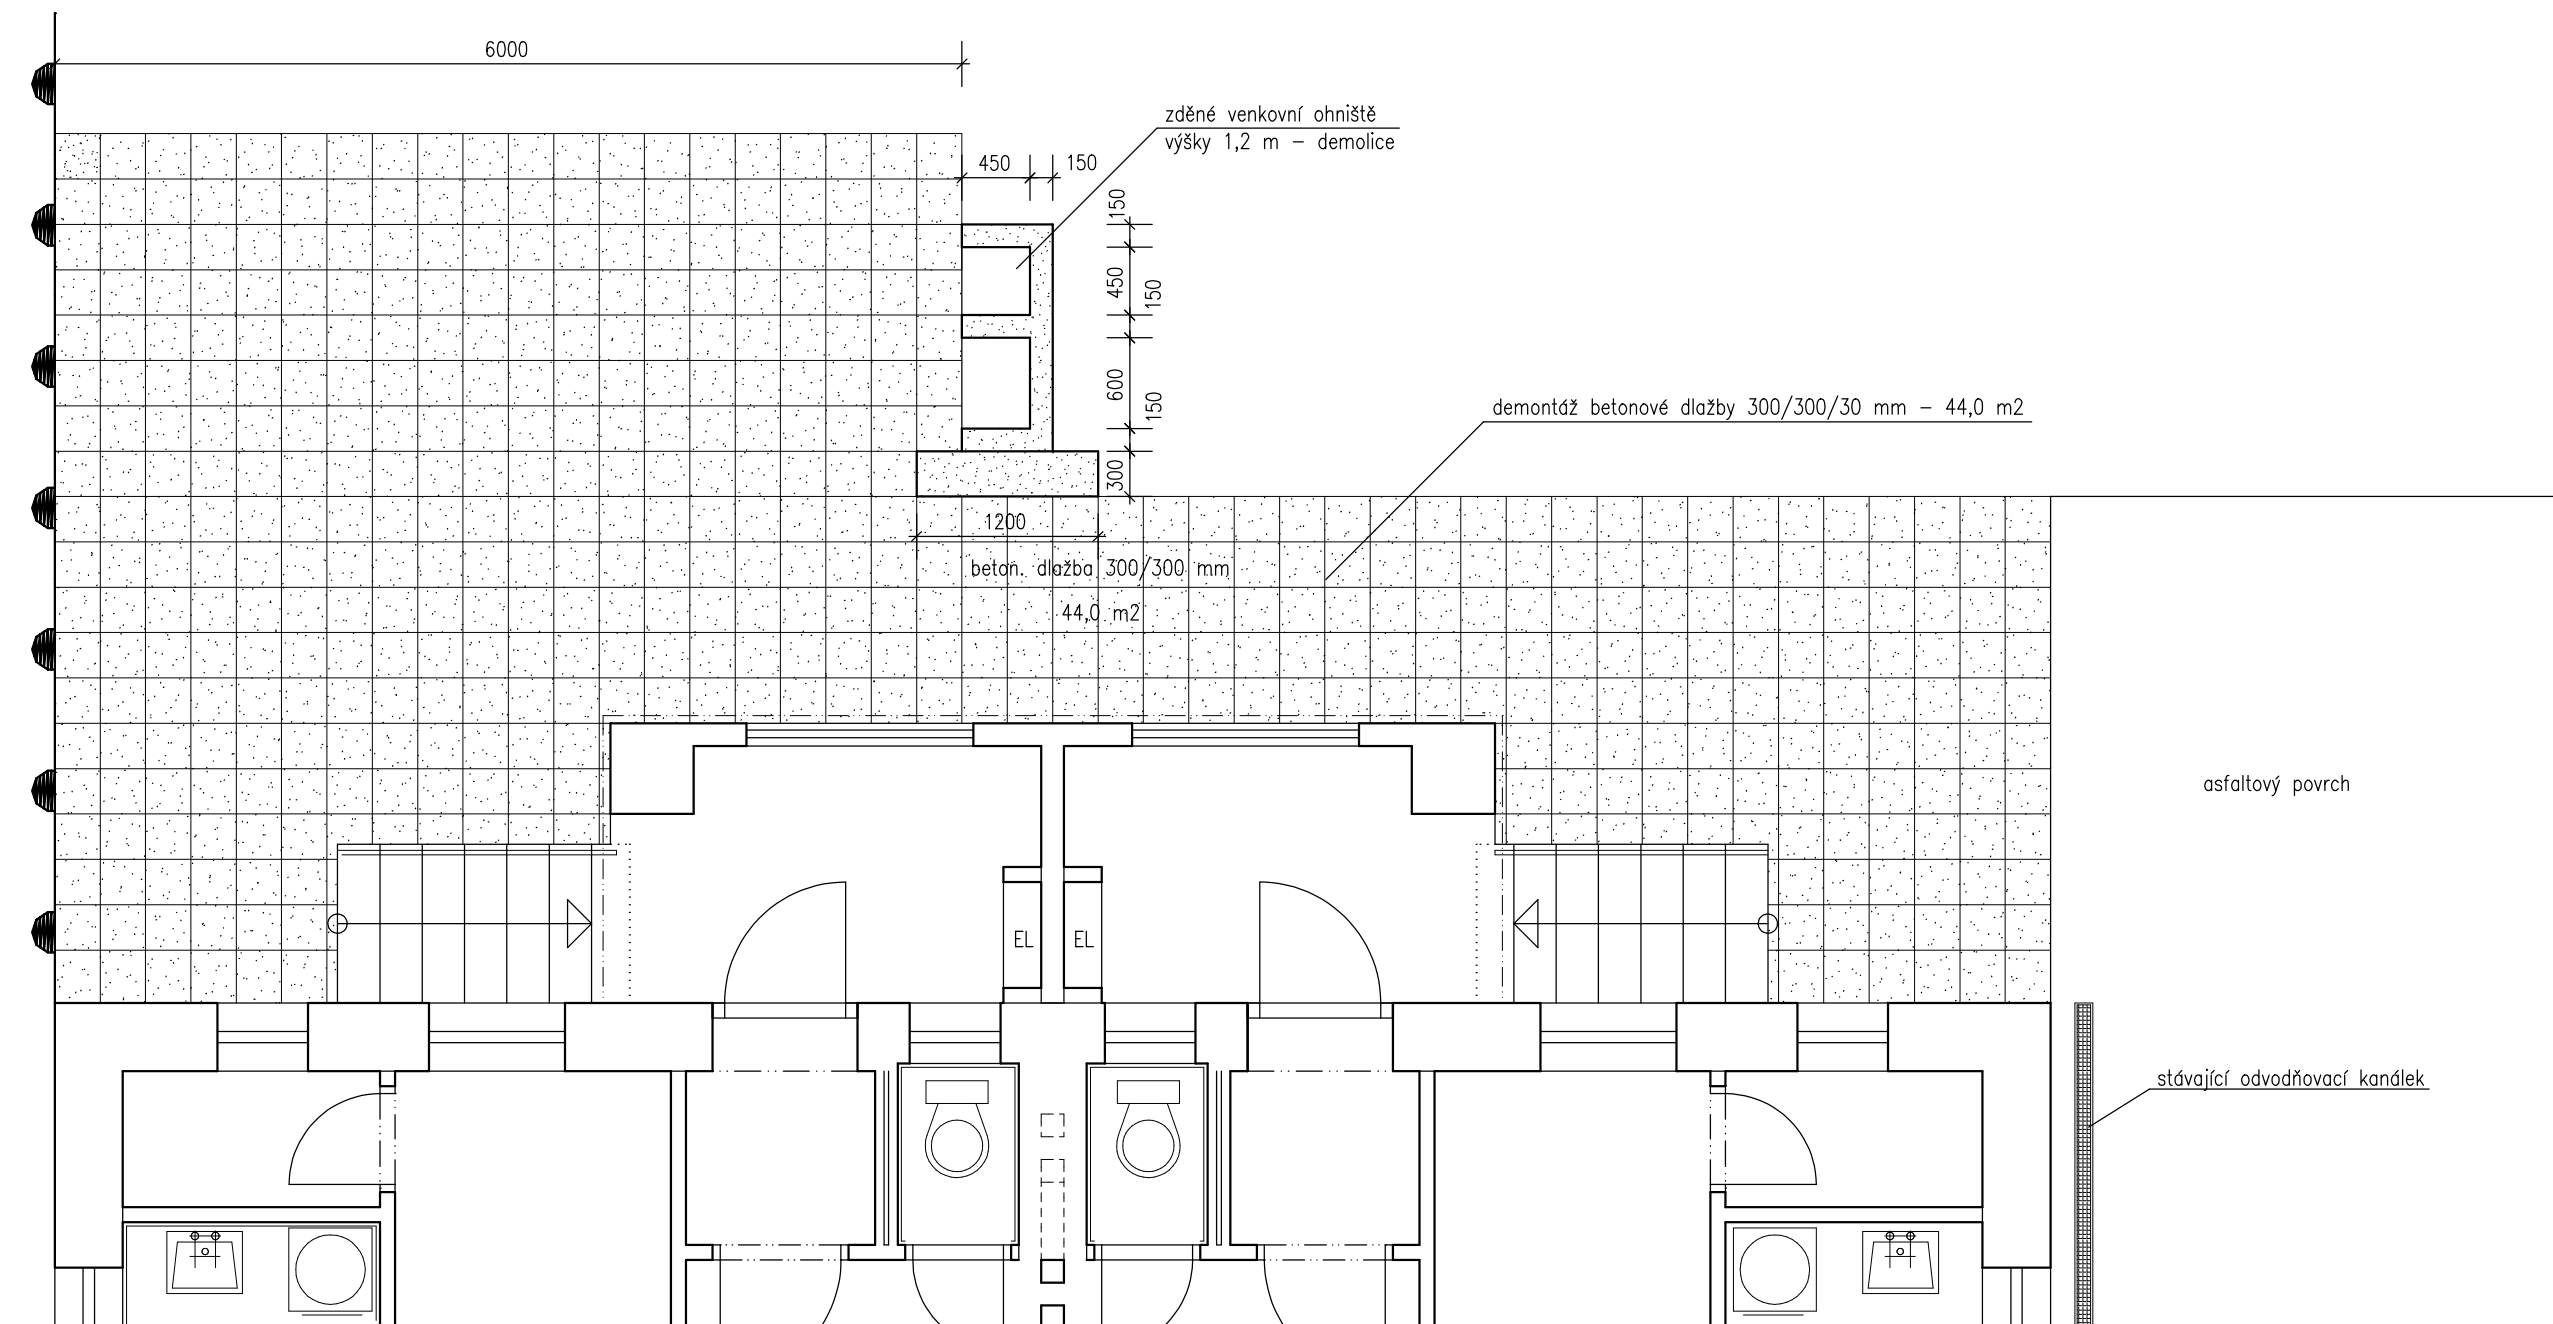 6000
zděné venkovní ohniště
výšky 1,2 m – demolice
450
150
150
450
150
600
150
300
demontáž betonové dlažby 300/300/30 mm – 44,0 m2
1200
beton. dlažba 300/300 mm
44,0 m2
asfaltový povrch
EL
EL
stávající odvodňovací kanálek